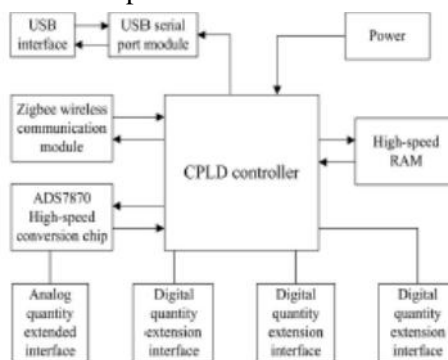 USB
interface
USB serial
port module
Power
Zigbee wireless
communication
module
CPLD controller
High-speed
RAM
ADS7870
High-speed
conversion chip
Analog
quantity
extended
interface
Digital
quantity
extension
interface
Digital
quantity
extension
interface
Digital
quantity
extension
interface